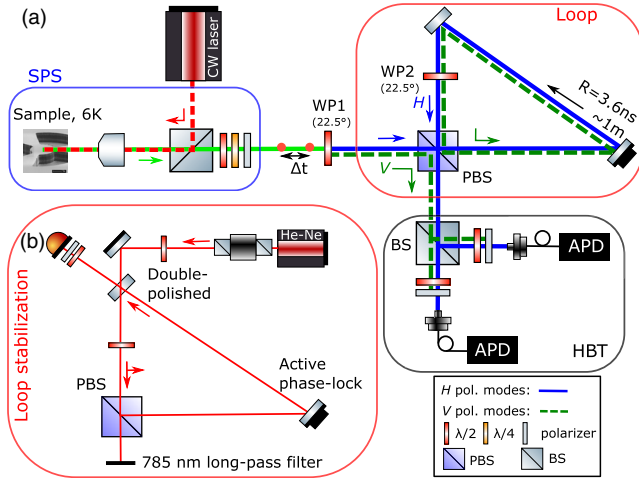 (a)
CW laser
Loop
SPS
Sample, 6K
WP1
(22.5°)
Δt
WP2
(22.5°)
H
V
PBS
R=3.6ns
~1m
BS
APD
APD
HBT
(b)
Loop stabilization
He-Ne
Double-
polished
PBS
Active
phase-lock
785 nm long-pass filter
H pol. modes:
V pol. modes:
λ/2 λ/4 polarizer
PBS BS